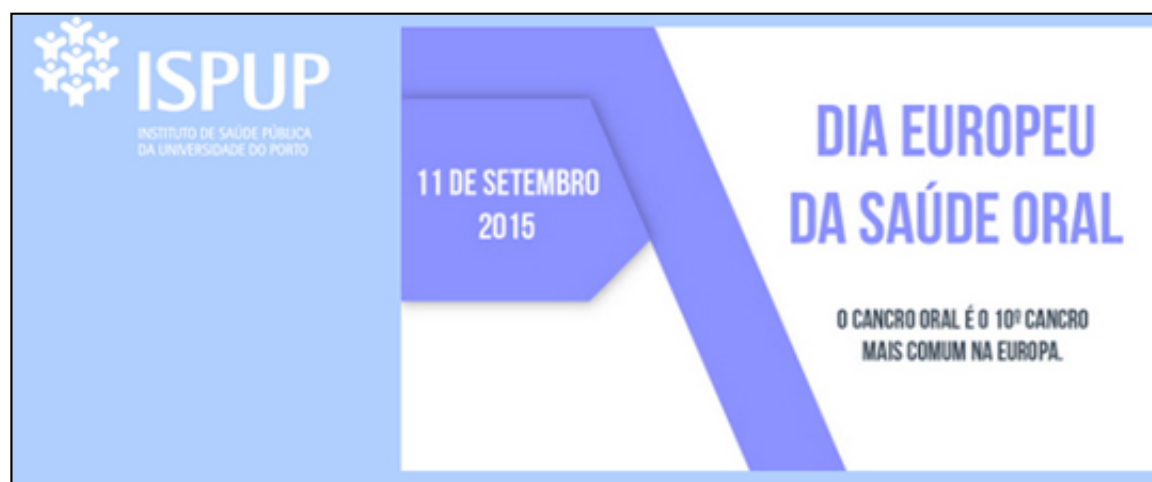 ISPUP
INSTITUTO DE SAÚDE PÚBLICA
DA UNIVERSIDADE DO PORTO
11 DE SETEMBRO
2015
DIA EUROPEU
DA SAÚDE ORAL
O CANCRO ORAL É O 10º CANCRO
MAIS COMUM NA EUROPA.